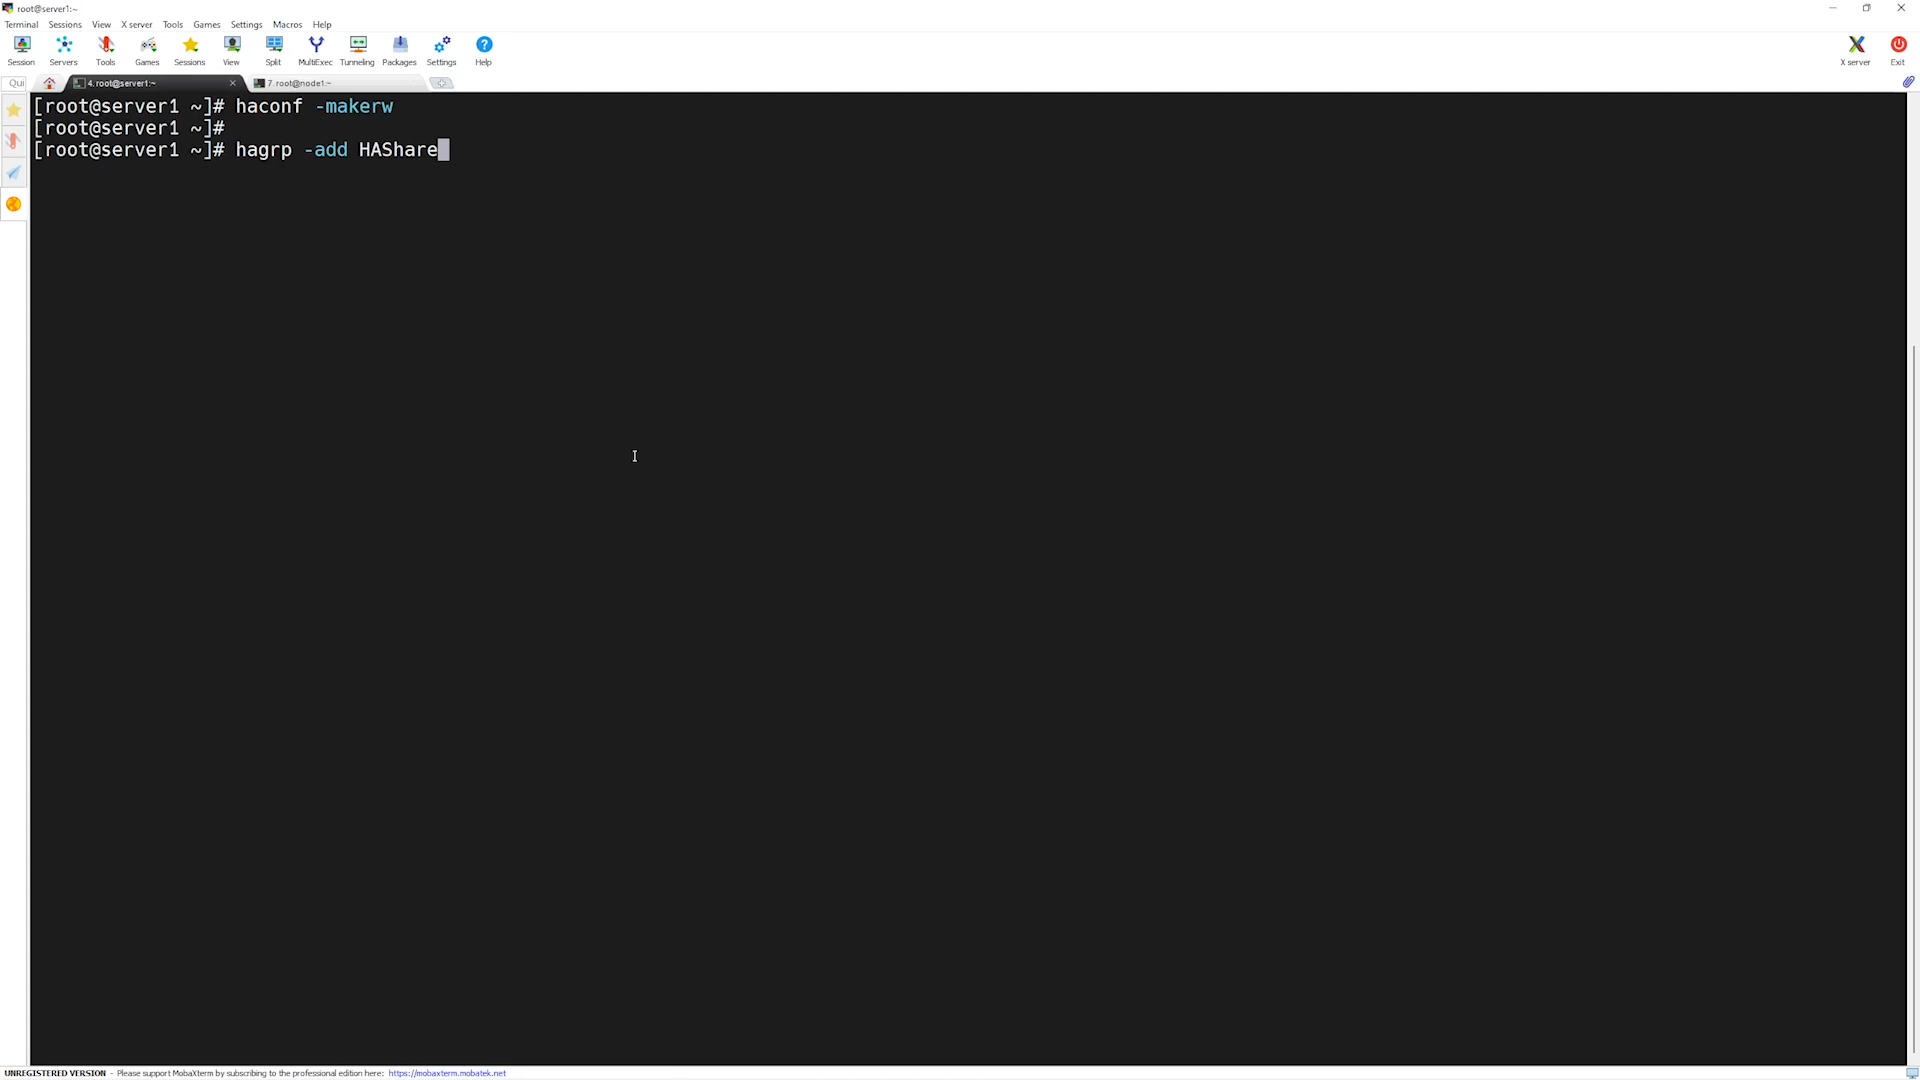 root@server1:~
Terminal Sessions View X server Tools Games Settings Macros Help
Session Servers Tools Games Sessions View Split MultiExec Tunneling Packages Settings Help X server Exit
Qui 4. root@server1:~ 7. root@node1:~
[root@server1 ~]# haconf -makerw
[root@server1 ~]#
[root@server1 ~]# hagrp -add HAShare
UNREGISTERED VERSION - Please support MobaXterm by subscribing to the professional edition here: https://mobaxterm.mobatek.net